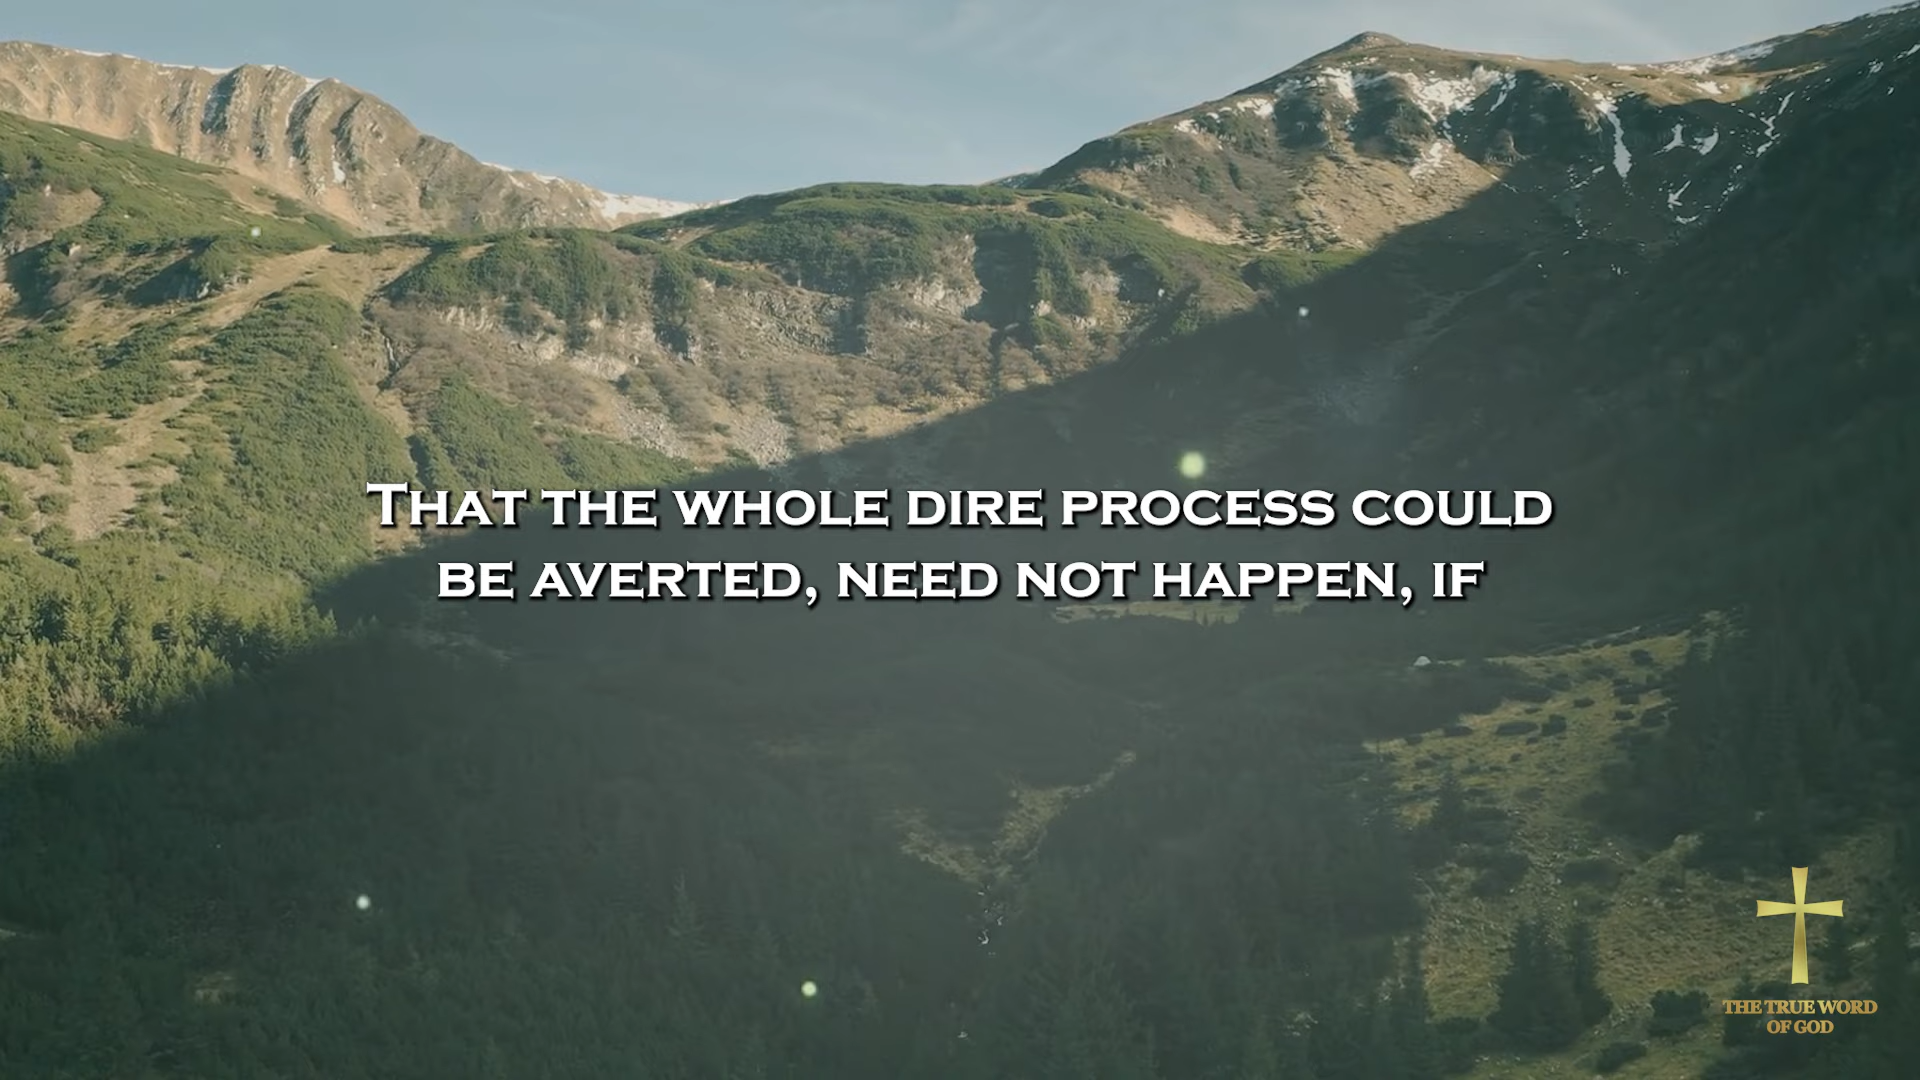 That the whole dire process could
be averted, need not happen, if
THE TRUE WORD
OF GOD